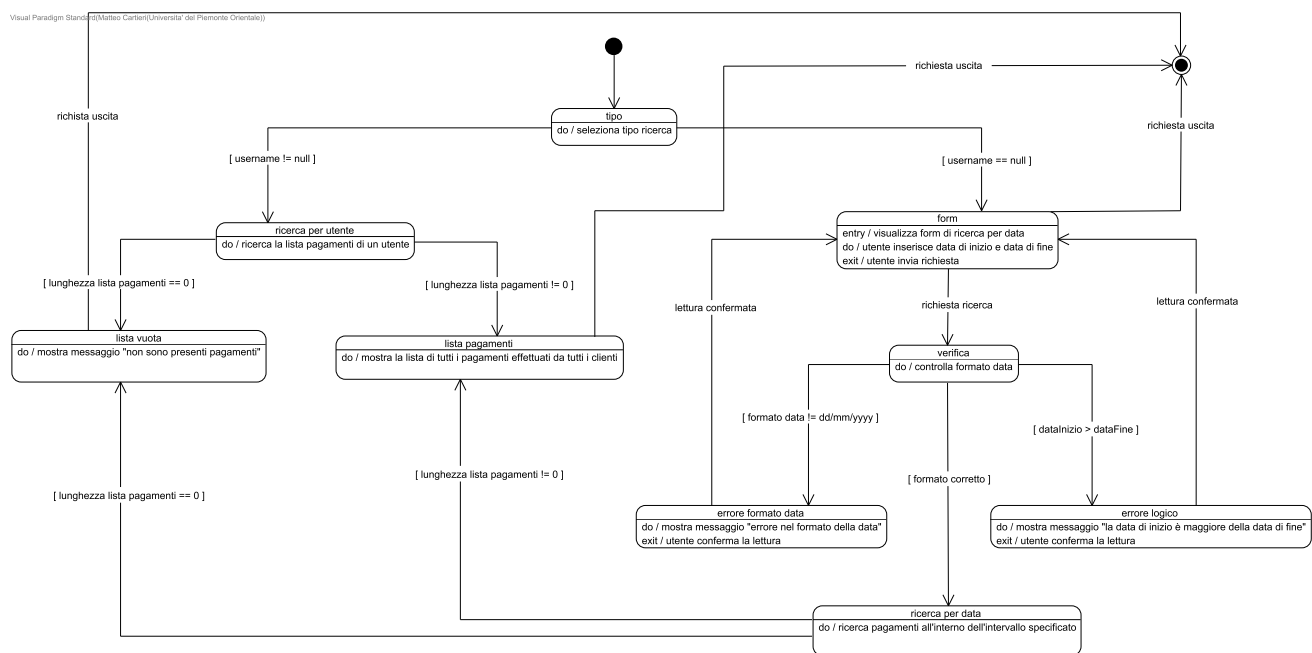 Visual Paradigm Standard(Matteo Cartieri(Universita' del Piemonte Orientale))
richiesta uscita
richista uscita
richiesta uscita
tipo
do / seleziona tipo ricerca
[ username != null ]
[ username == null ]
form
entry / visualizza form di ricerca per data
do / utente inserisce data di inizio e data di fine
exit / utente invia richiesta
ricerca per utente
do / ricerca la lista pagamenti di un utente
[ lunghezza lista pagamenti == 0 ]
[ lunghezza lista pagamenti != 0 ]
lettura confermata
richiesta ricerca
lettura confermata
lista vuota
do / mostra messaggio "non sono presenti pagamenti"
lista pagamenti
do / mostra la lista di tutti i pagamenti effettuati da tutti i clienti
verifica
do / controlla formato data
[ formato data != dd/mm/yyyy ]
[ dataInizio > dataFine ]
[ lunghezza lista pagamenti == 0 ]
[ lunghezza lista pagamenti != 0 ]
[ formato corretto ]
errore formato data
do / mostra messaggio "errore nel formato della data"
exit / utente conferma la lettura
errore logico
do / mostra messaggio "la data di inizio è maggiore della data di fine"
exit / utente conferma la lettura
ricerca per data
do / ricerca pagamenti all'interno dell'intervallo specificato